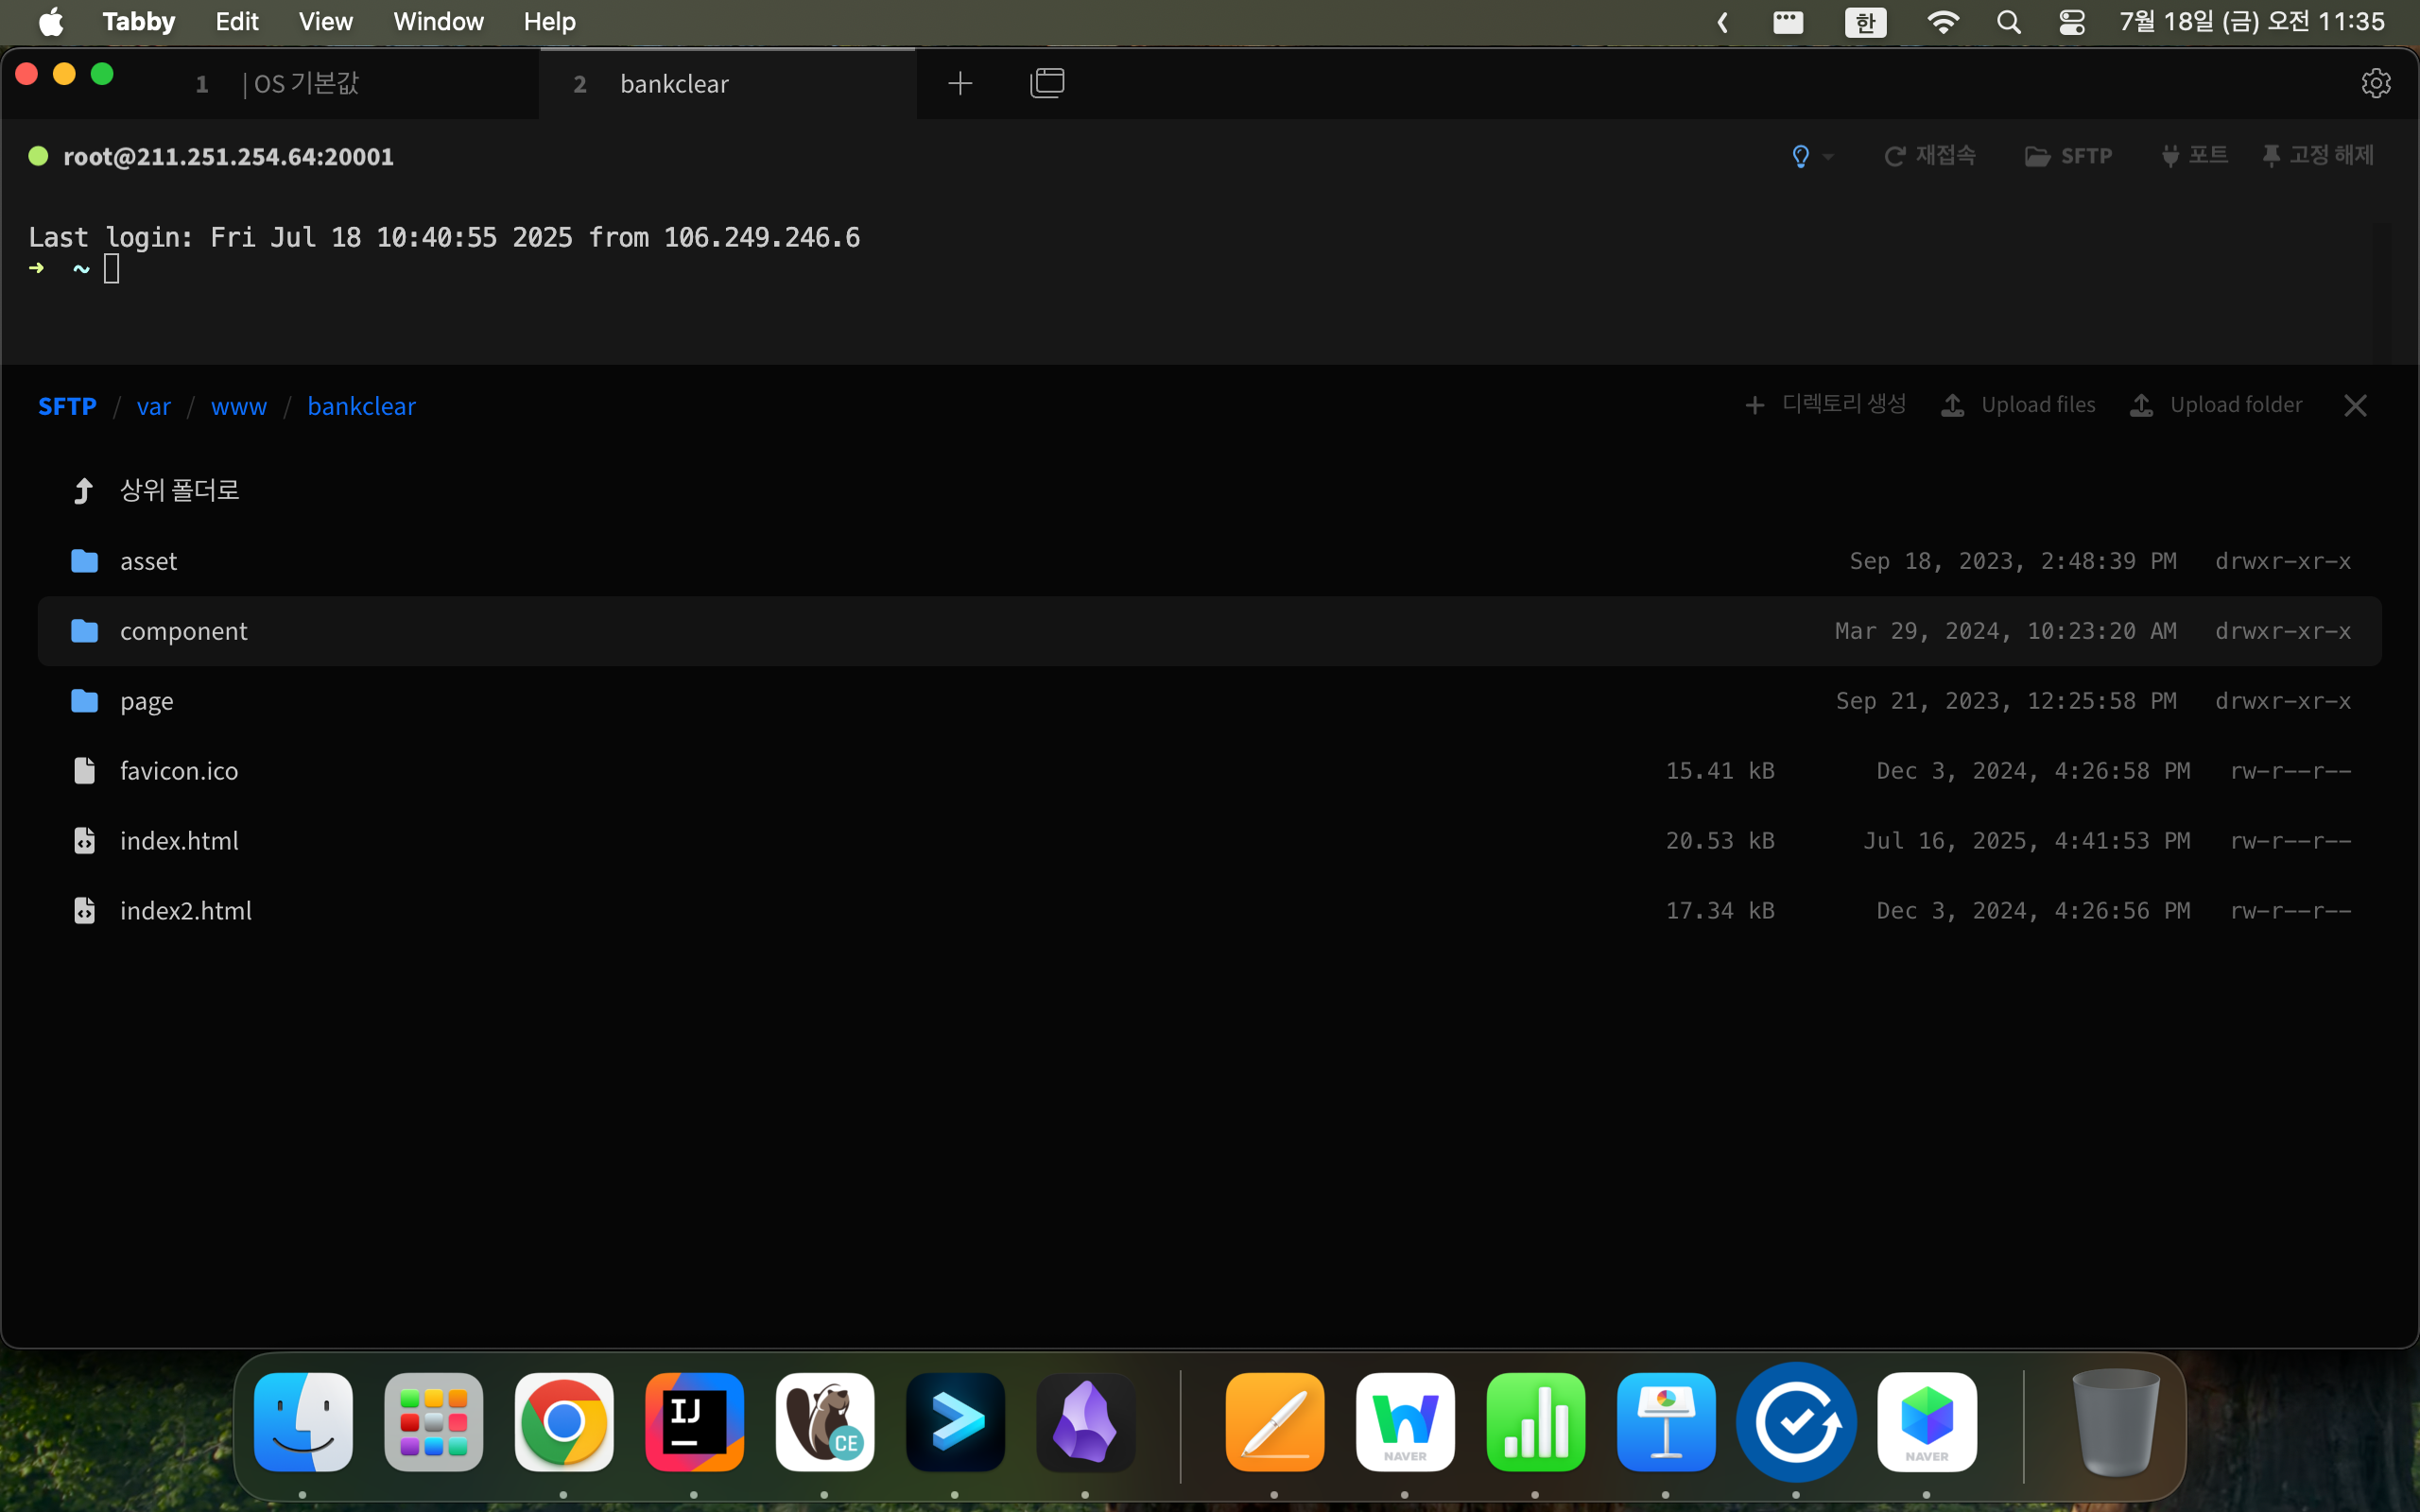 Tabby Edit View Window Help 한 7월 18일 (금) 오전 11:35
1 | OS 기본값 2 bankclear
root@211.251.254.64:20001 재접속 SFTP 포트 고정 해제
Last login: Fri Jul 18 10:40:55 2025 from 106.249.246.6
➜ ~
SFTP / var / www / bankclear + 디렉토리 생성 Upload files Upload folder
상위 폴더로
asset Sep 18, 2023, 2:48:39 PM drwxr-xr-x
component Mar 29, 2024, 10:23:20 AM drwxr-xr-x
page Sep 21, 2023, 12:25:58 PM drwxr-xr-x
favicon.ico 15.41 kB Dec 3, 2024, 4:26:58 PM rw-r--r--
index.html 20.53 kB Jul 16, 2025, 4:41:53 PM rw-r--r--
index2.html 17.34 kB Dec 3, 2024, 4:26:56 PM rw-r--r--
IJ CE NAVER NAVER